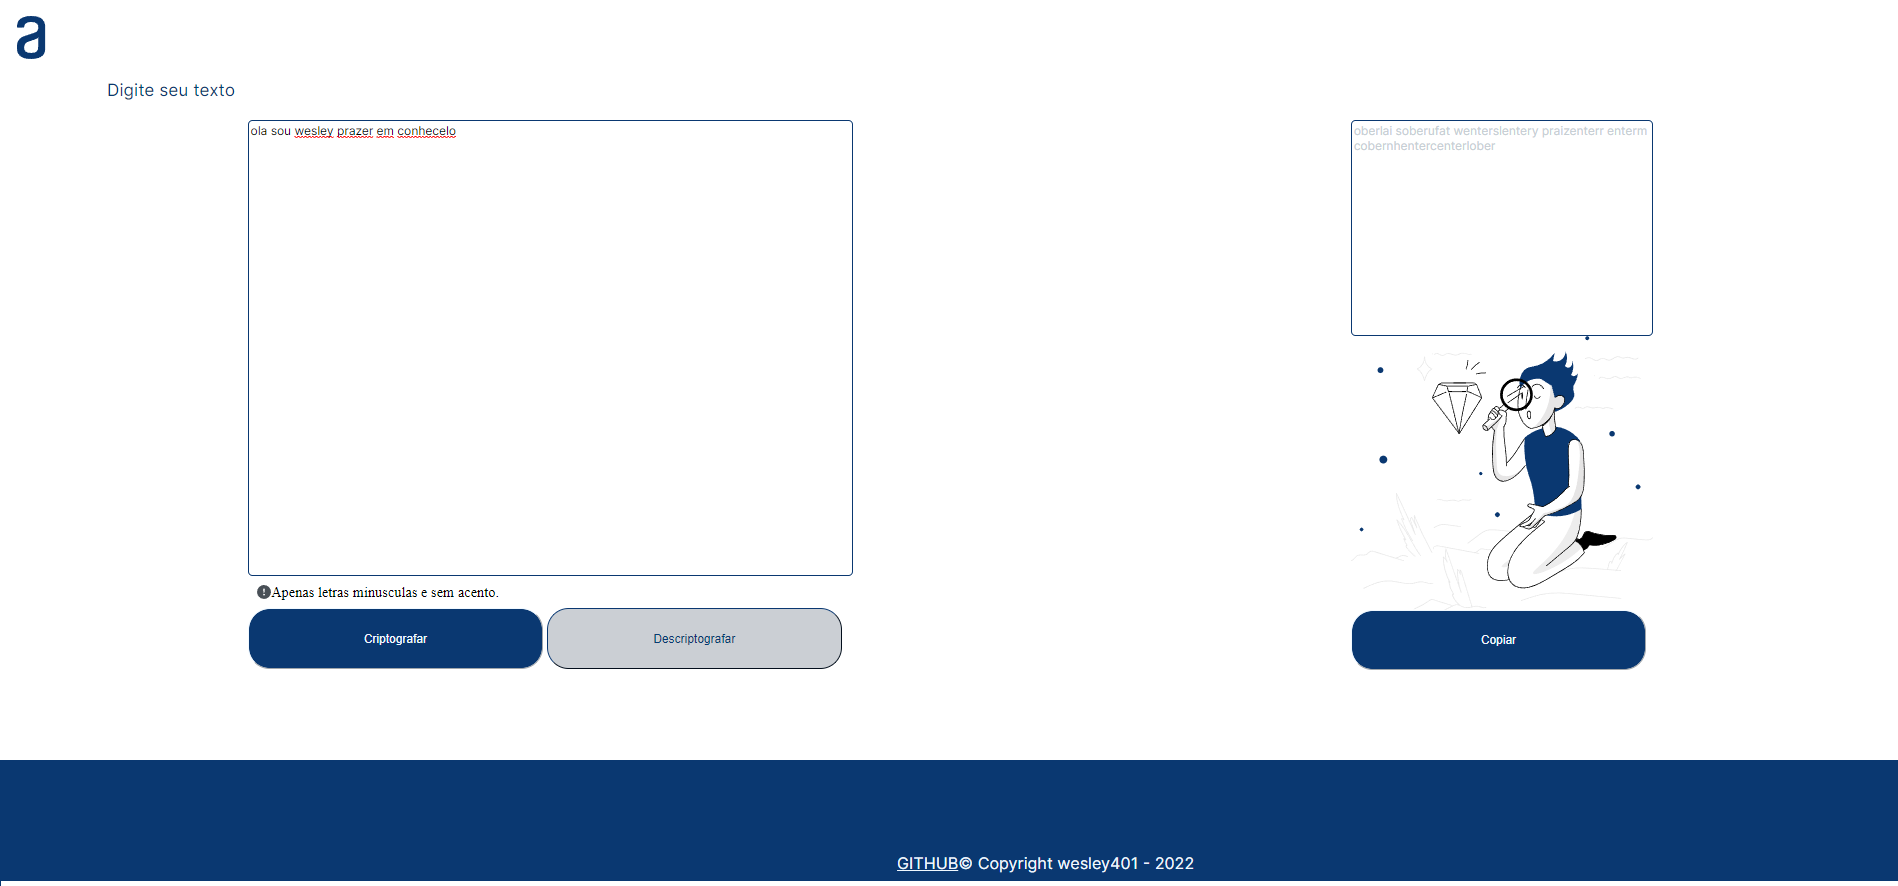 a
Digite seu texto
ola sou wesley prazer em conhecelo
oberlai soberufat wenterslentery praizenterr enterm
cobernhentercenterlober
Apenas letras minusculas e sem acento.
Criptografar
Descriptografar
Copiar
GITHUB© Copyright wesley401 - 2022